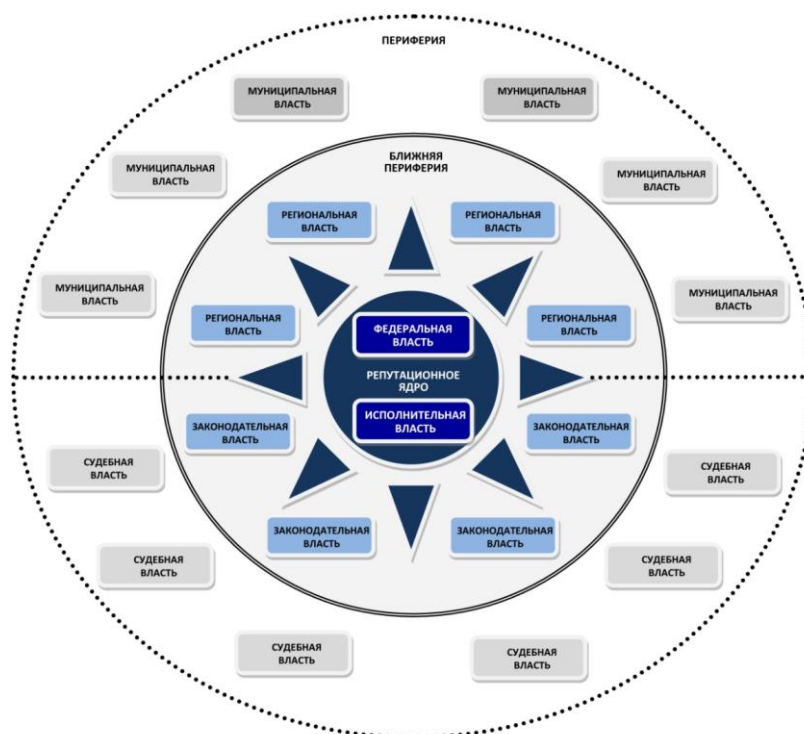 ПЕРИФЕРИЯ
МУНИЦИПАЛЬНАЯ
ВЛАСТЬ
МУНИЦИПАЛЬНАЯ
ВЛАСТЬ
БЛИЖНЯЯ
ПЕРИФЕРИЯ
МУНИЦИПАЛЬНАЯ
ВЛАСТЬ
МУНИЦИПАЛЬНАЯ
ВЛАСТЬ
РЕГИОНАЛЬНАЯ
ВЛАСТЬ
РЕГИОНАЛЬНАЯ
ВЛАСТЬ
МУНИЦИПАЛЬНАЯ
ВЛАСТЬ
МУНИЦИПАЛЬНАЯ
ВЛАСТЬ
РЕГИОНАЛЬНАЯ
ВЛАСТЬ
ФЕДЕРАЛЬНАЯ
ВЛАСТЬ
РЕГИОНАЛЬНАЯ
ВЛАСТЬ
РЕПУТАЦИОННОЕ
ЯДРО
ЗАКОНОДАТЕЛЬНАЯ
ВЛАСТЬ
ИСПОЛНИТЕЛЬНАЯ
ВЛАСТЬ
ЗАКОНОДАТЕЛЬНАЯ
ВЛАСТЬ
СУДЕБНАЯ
ВЛАСТЬ
СУДЕБНАЯ
ВЛАСТЬ
ЗАКОНОДАТЕЛЬНАЯ
ВЛАСТЬ
ЗАКОНОДАТЕЛЬНАЯ
ВЛАСТЬ
СУДЕБНАЯ
ВЛАСТЬ
СУДЕБНАЯ
ВЛАСТЬ
СУДЕБНАЯ
ВЛАСТЬ
СУДЕБНАЯ
ВЛАСТЬ